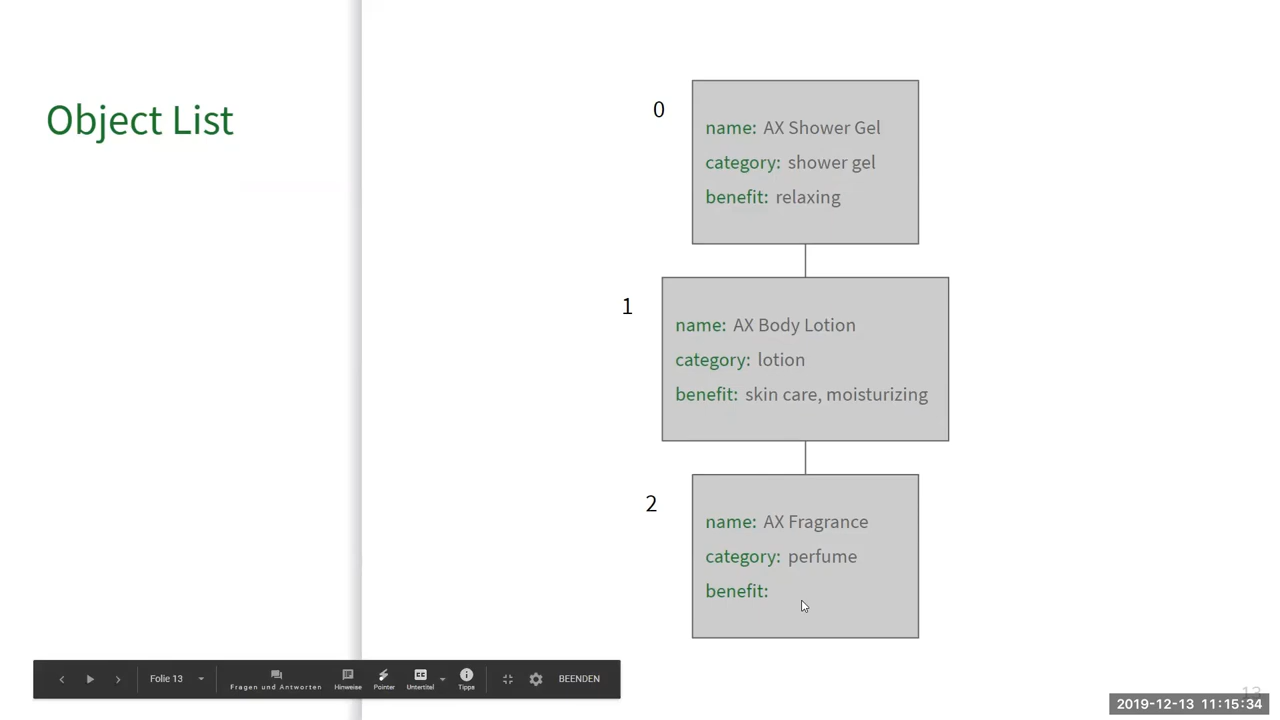 Object List
0
name: AX Shower Gel
category: shower gel
benefit: relaxing
1
name: AX Body Lotion
category: lotion
benefit: skin care, moisturizing
2
name: AX Fragrance
category: perfume
benefit:
Folie 13
Fragen und Antworten
Hinweise
Pointer
CC
Untertitel
Tipps
BEENDEN
13
2019-12-13 11:15:34